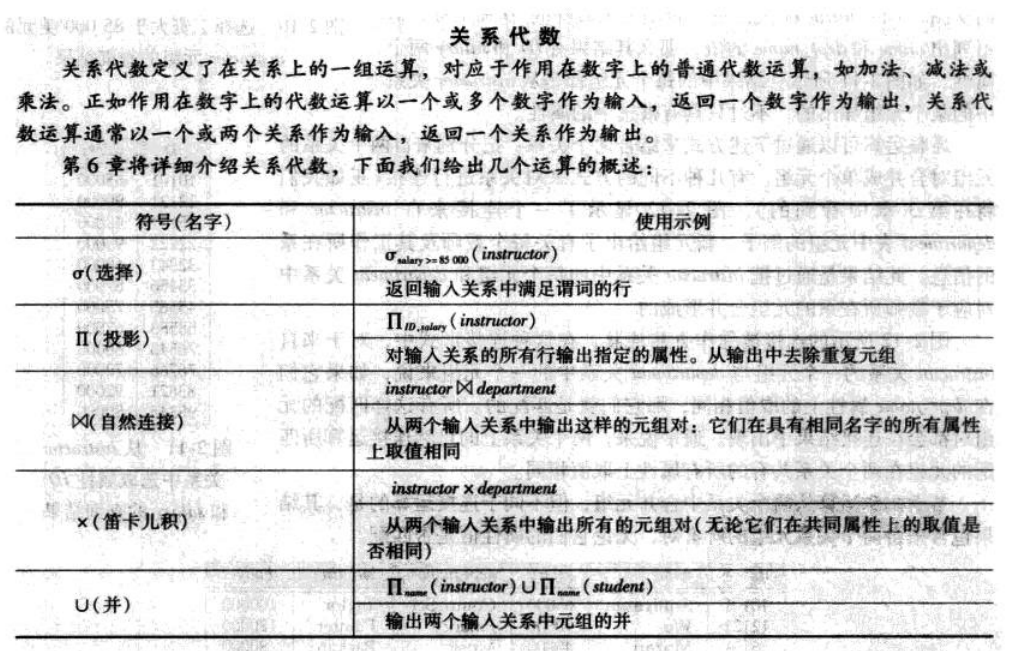 关系代数
关系代数定义了在关系上的一组运算，对应于作用在数字上的普通代数运算，如加法、减法或
乘法。正如作用在数字上的代数运算以一个或多个数字作为输入，返回一个数字作为输出，关系代
数运算通常以一个或两个关系作为输入，返回一个关系作为输出。
第6章将详细介绍关系代数，下面我们给出几个运算的概述：
符号(名字) 使用示例
σ(选择)
σsalary>=85 000(instructor)
返回输入关系中满足谓词的行
Π(投影)
ΠID,salary(instructor)
对输入关系的所有行输出指定的属性。从输出中去除重复元组
⋈(自然连接)
instructor⋈department
从两个输入关系中输出这样的元组对：它们在具有相同名字的所有属性
上取值相同
×(笛卡儿积)
instructor×department
从两个输入关系中输出所有的元组对(无论它们在共同属性上的取值是
否相同)
∪(并)
Πname(instructor)∪Πname(student)
输出两个输入关系中元组的并